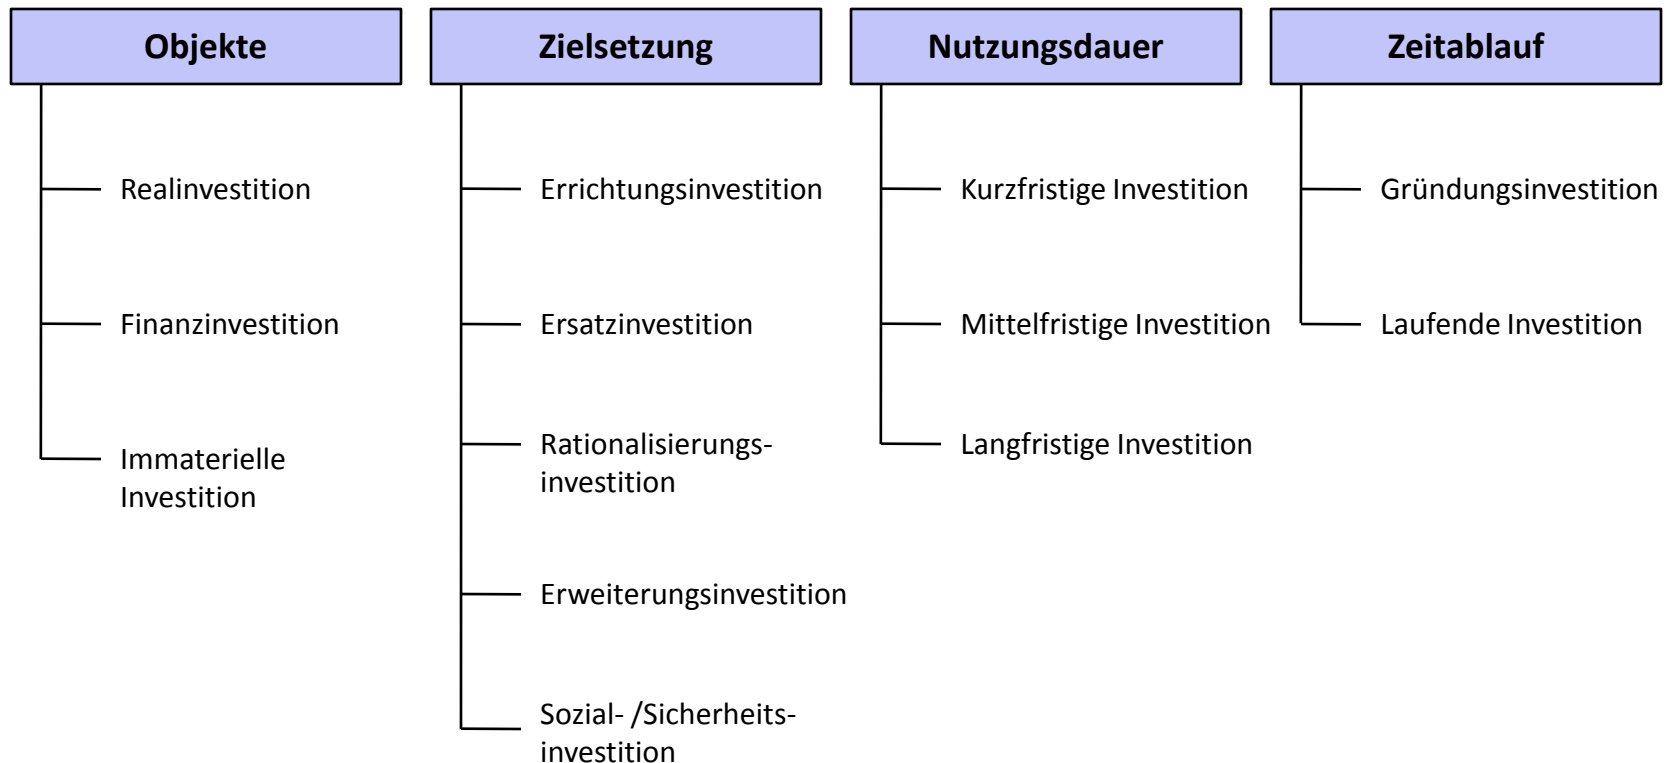 Objekte
Realinvestition
Finanzinvestition
Immaterielle
Investition
Zielsetzung
Errichtungsinvestition
Ersatzinvestition
Rationalisierungs-
investition
Erweiterungsinvestition
Sozial- /Sicherheits-
investition
Nutzungsdauer
Kurzfristige Investition
Mittelfristige Investition
Langfristige Investition
Zeitablauf
Gründungsinvestition
Laufende Investition